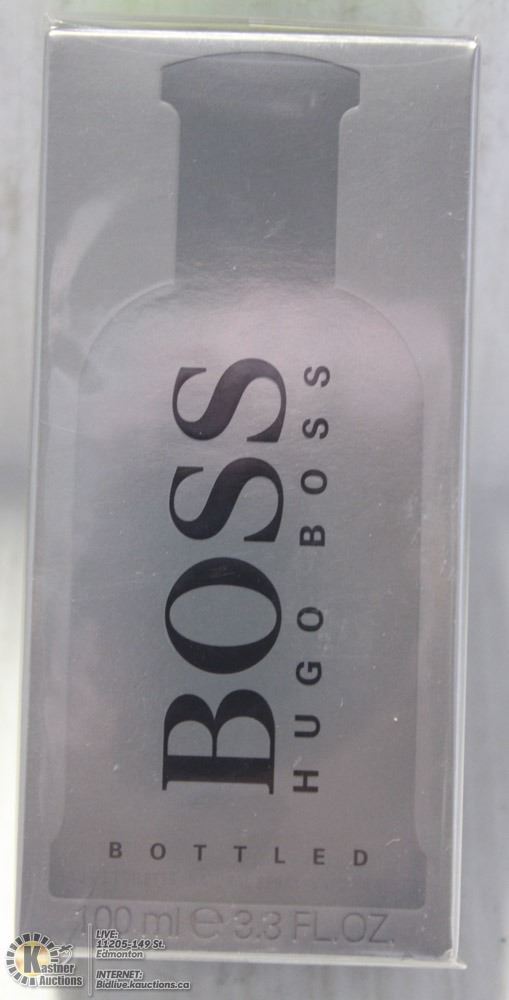 BOSS
HUGO BOSS
BOTTLED
100 ml e 3.3 FL.OZ.
Kastner
Auctions
LIVE:
11205-149 St.
Edmonton
INTERNET:
Bidlive.kauctions.ca